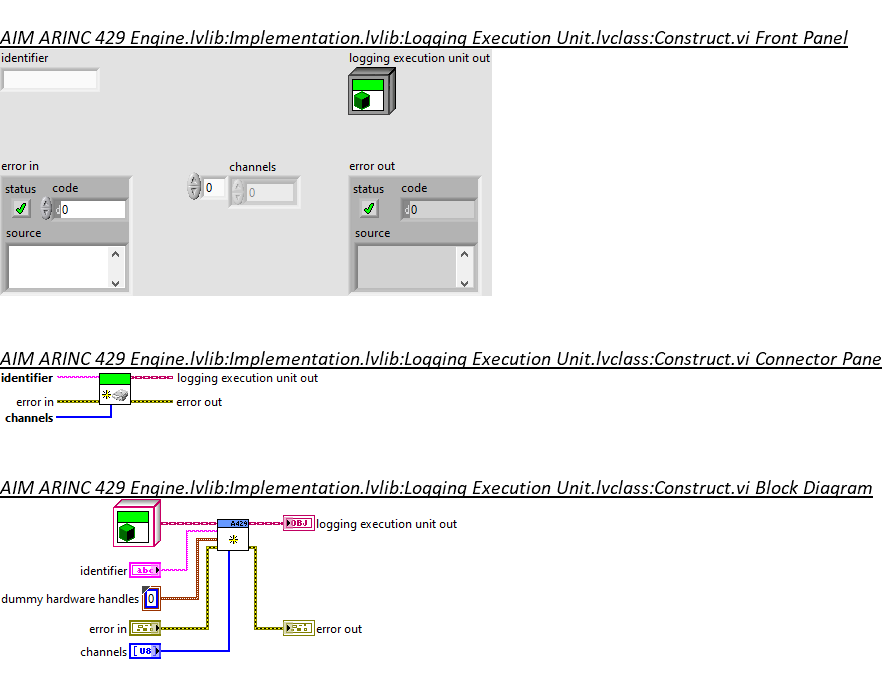 AIM ARINC 429 Engine.lvlib:Implementation.lvlib:Logging Execution Unit.lvclass:Construct.vi Front Panel
identifier
logging execution unit out
error in
channels
error out
status code
0
0
status code
0
0
0
source
source
AIM ARINC 429 Engine.lvlib:Implementation.lvlib:Logging Execution Unit.lvclass:Construct.vi Connector Pane
identifier
logging execution unit out
error in
error out
channels
AIM ARINC 429 Engine.lvlib:Implementation.lvlib:Logging Execution Unit.lvclass:Construct.vi Block Diagram
A429
OBJ
logging execution unit out
identifier
abc
dummy hardware handles
0
error in
error out
channels
[U8]